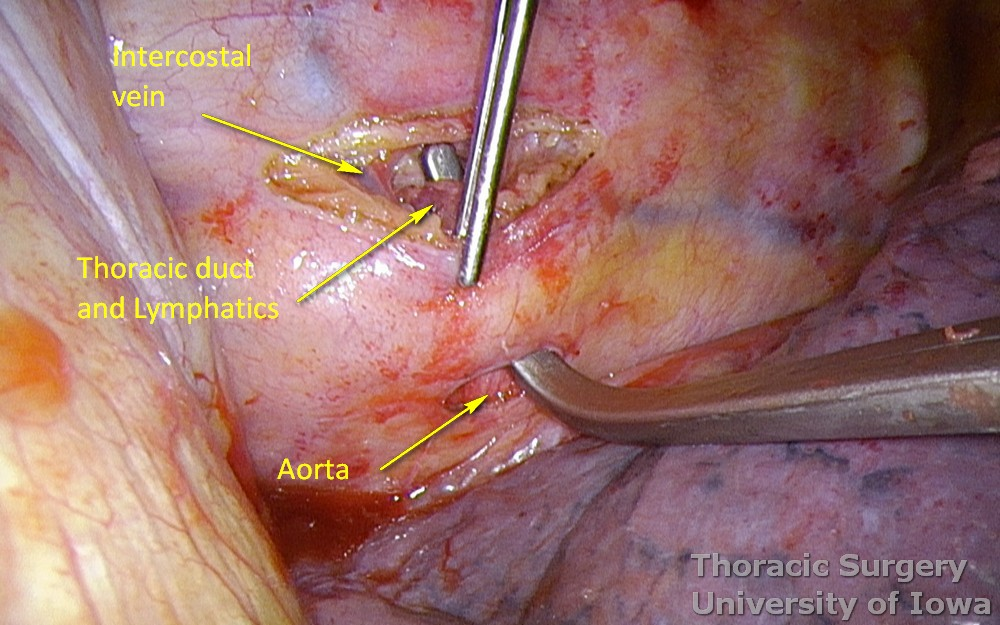 Intercostal
vein
Thoracic duct
and Lymphatics
Aorta
Thoracic Surgery
University of Iowa